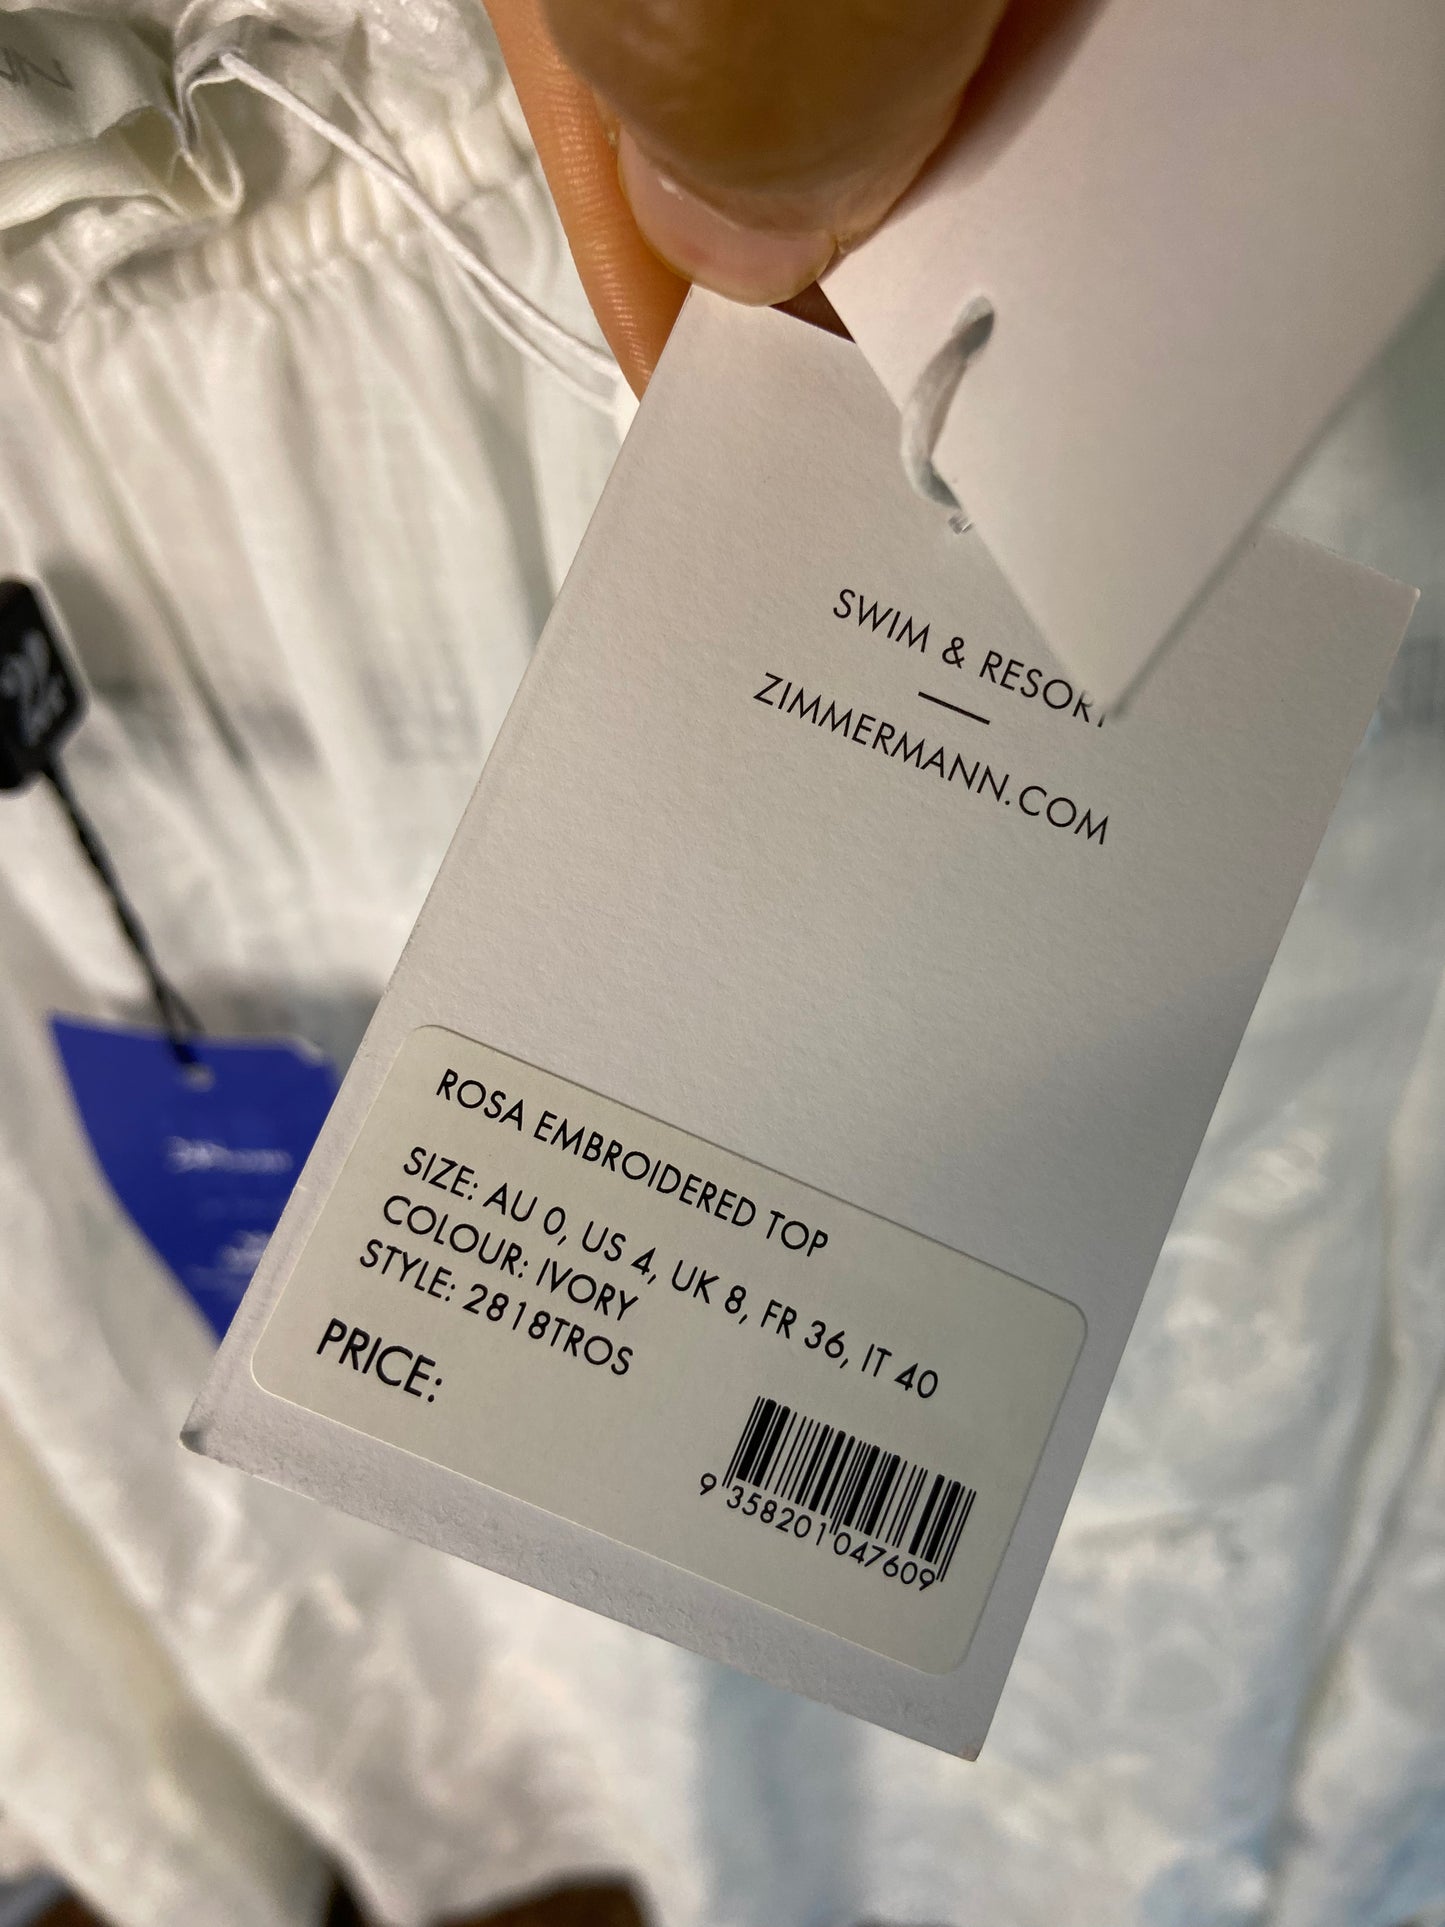 SWIM & RESORT
ZIMMERMANN.COM
ROSA EMBROIDERED TOP
SIZE: AU 0, US 4, UK 8, FR 36, IT 40
COLOUR: IVORY
STYLE: 2818TROS
PRICE:
9 358201 047609